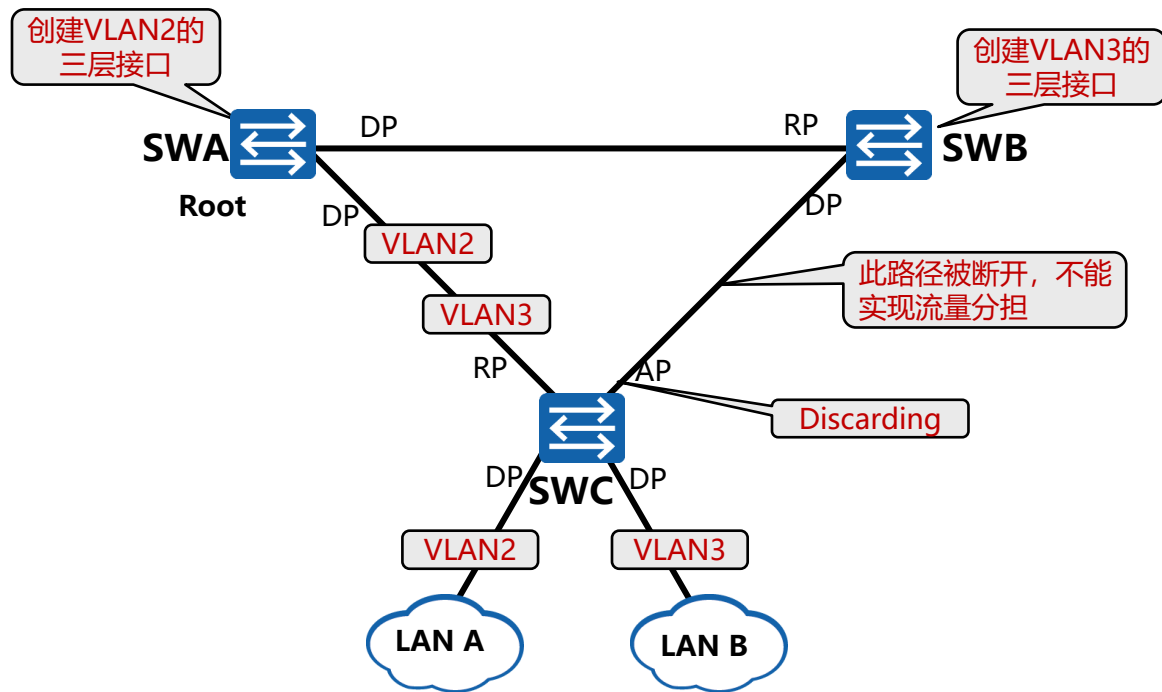 创建VLAN2的
三层接口
创建VLAN3的
三层接口
SWA
DP
RP
SWB
Root
DP
DP
VLAN2
此路径被断开，不能
实现流量分担
VLAN3
RP
AP
Discarding
DP
SWC
DP
VLAN2
VLAN3
LAN A
LAN B